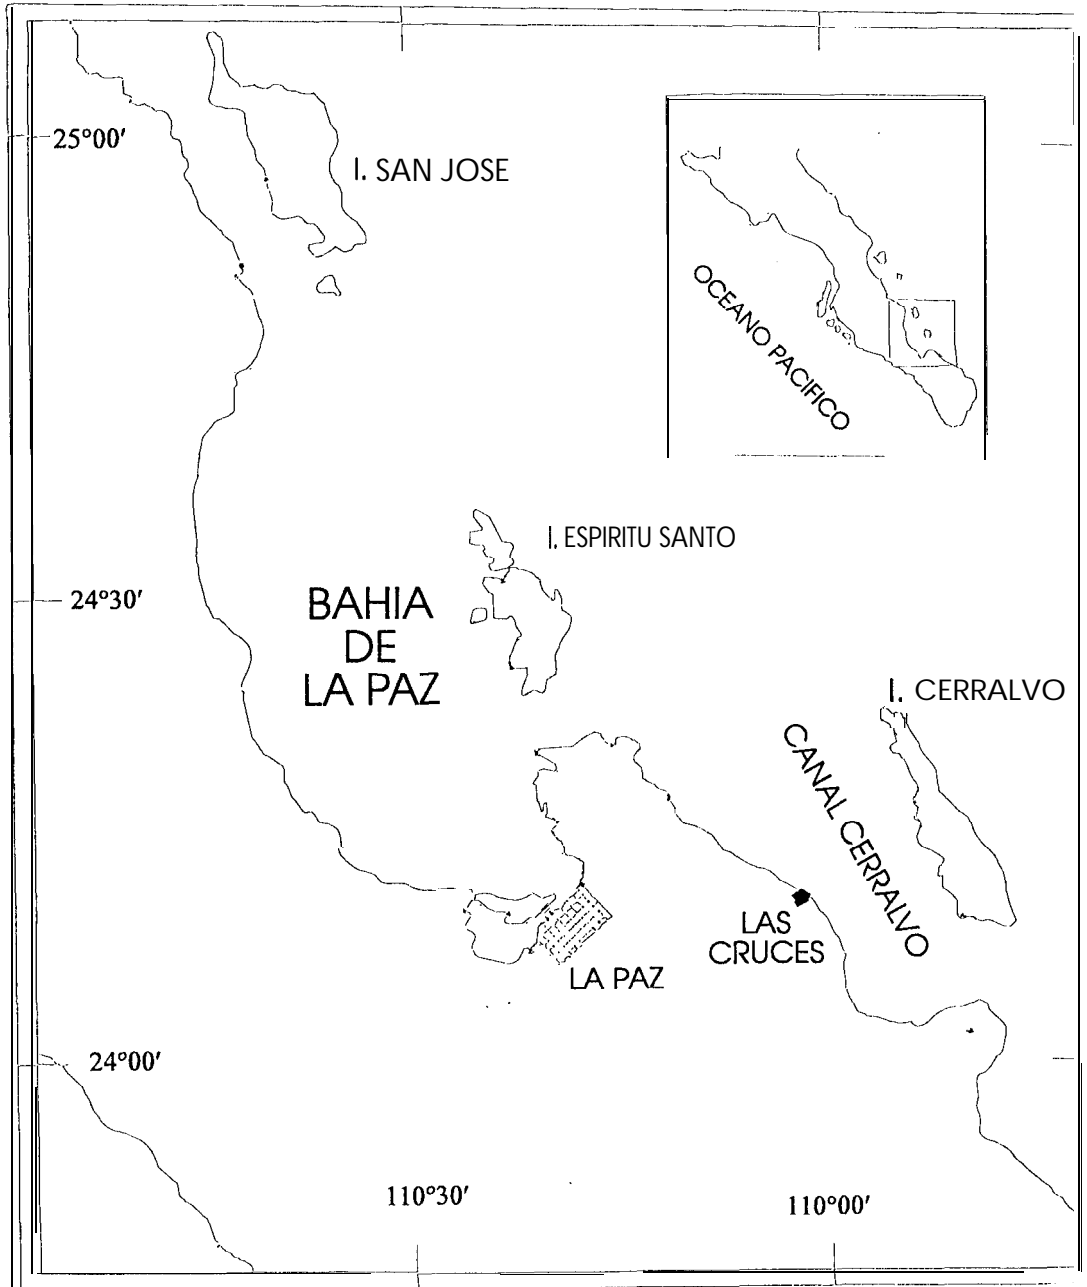 25°00'
I. SAN JOSE
OCEANO PACIFICO
I. ESPIRITU SANTO
24°30'
BAHIA
DE
LA PAZ
I. CERRALVO
CANAL CERRALVO
LAS
CRUCES
LA PAZ
24°00'
110°30'
110°00'